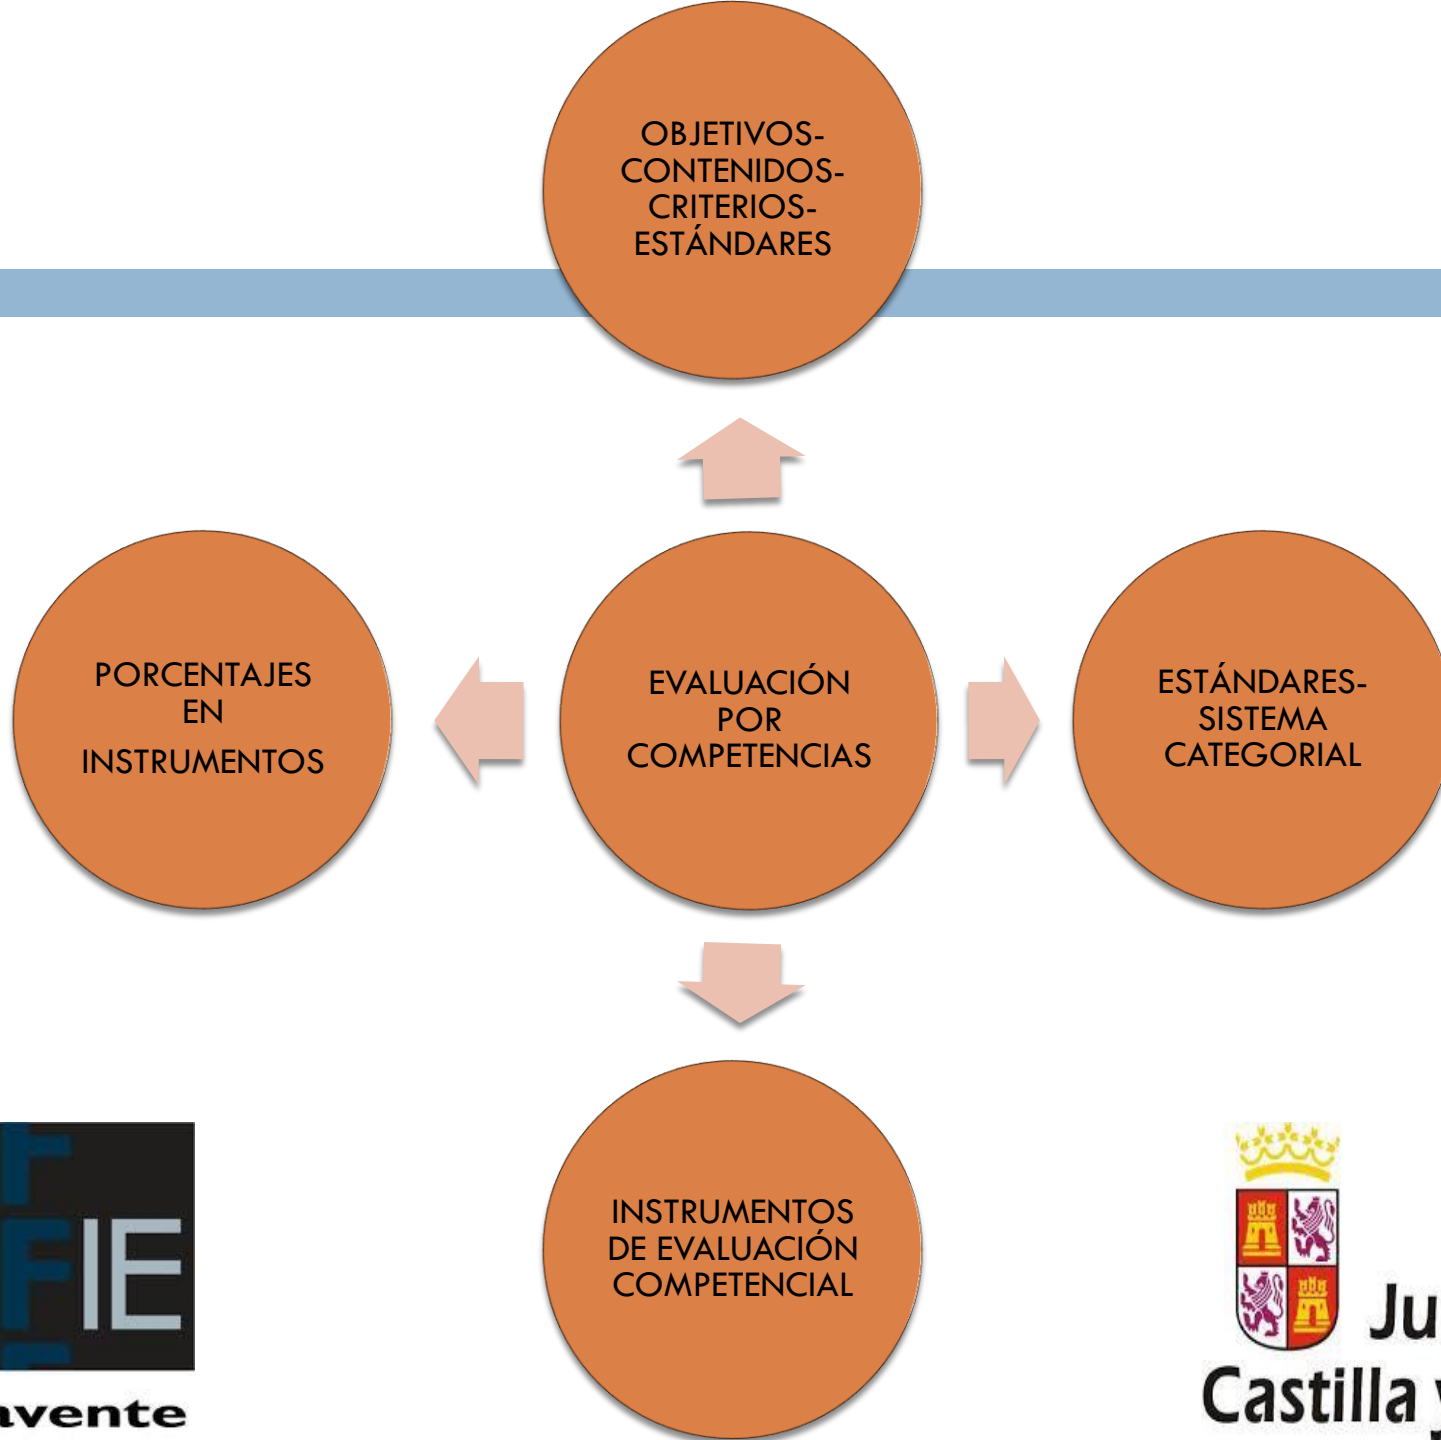 OBJETIVOS-
CONTENIDOS-
CRITERIOS-
ESTÁNDARES
PORCENTAJES
EN
INSTRUMENTOS
EVALUACIÓN
POR
COMPETENCIAS
ESTÁNDARES-
SISTEMA
CATEGORIAL
INSTRUMENTOS
DE EVALUACIÓN
COMPETENCIAL
FIE
avente
Ju
Castilla y